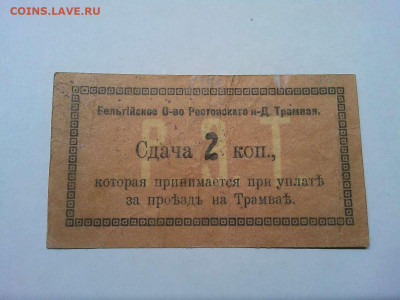 COINS.LAVE.RU
Бельгійское О-во Ростовскаго н-Д. Трамвая.
Р Э Т
Сдача 2 коп.,
которая принимается при уплатѣ
за проѣздъ на Трамваѣ.